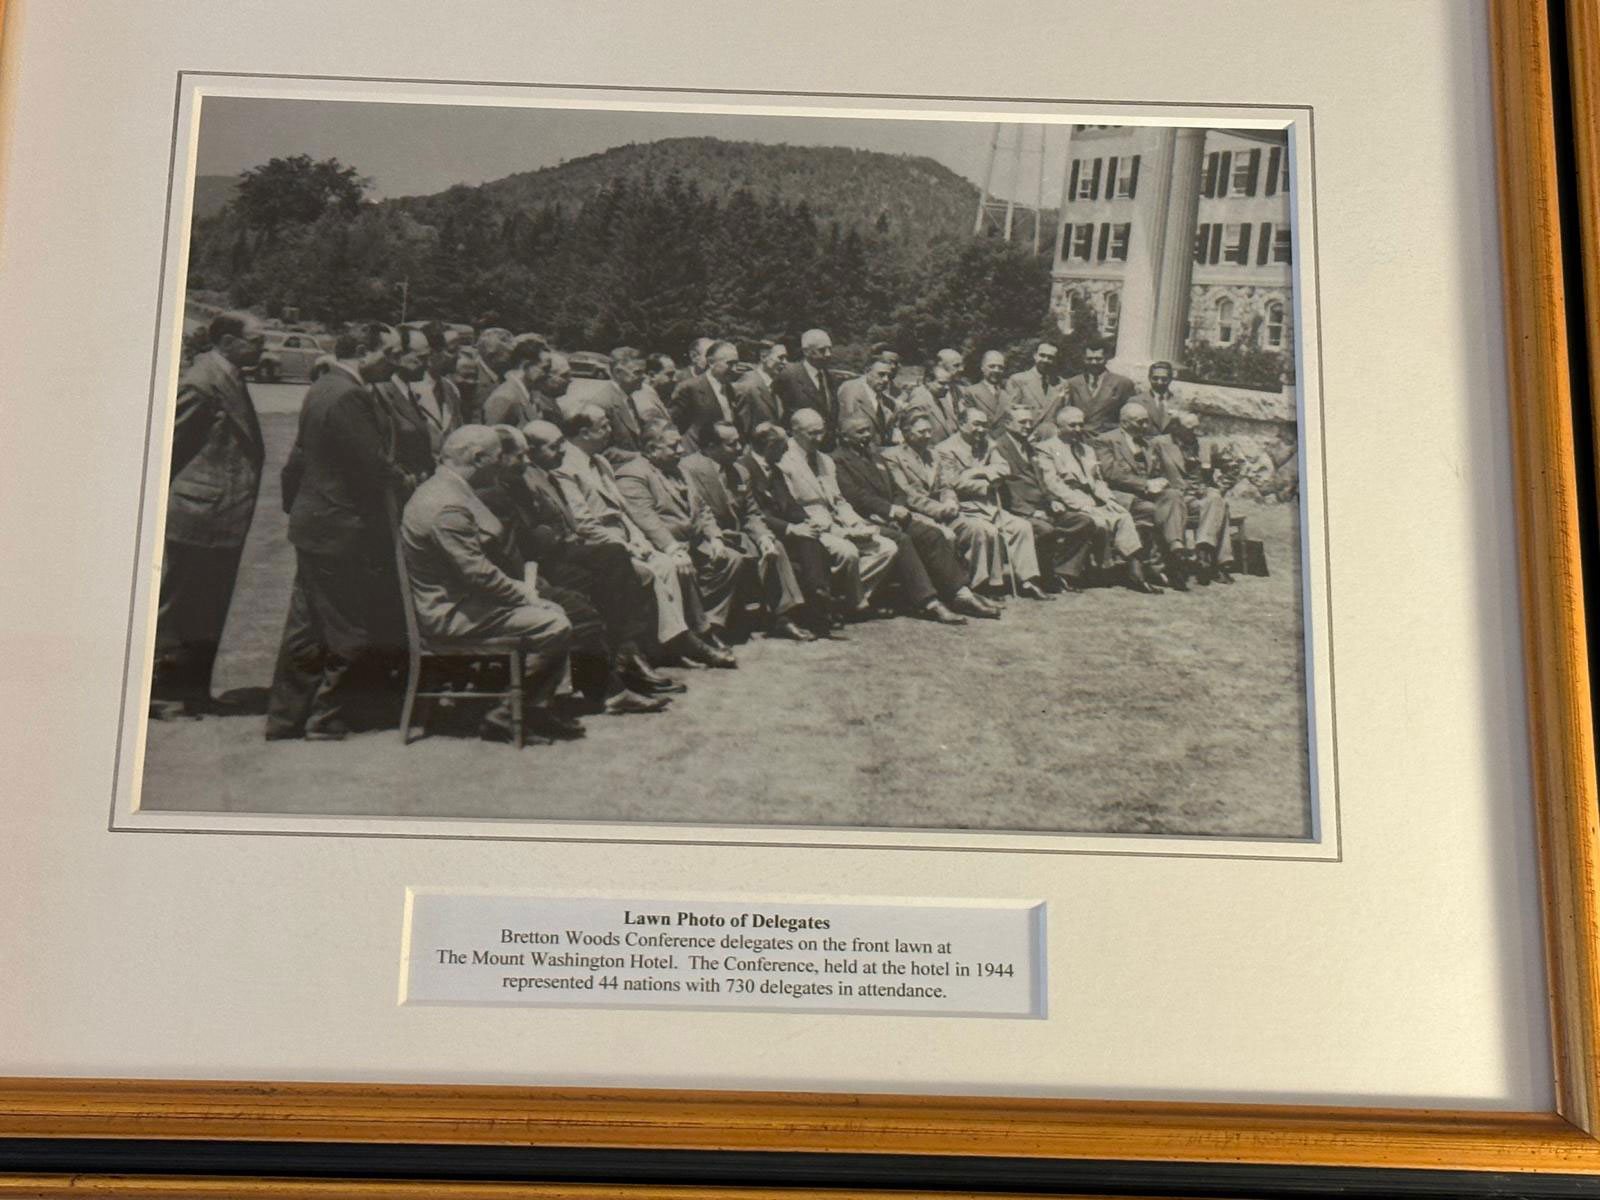 Lawn Photo of Delegates
Bretton Woods Conference delegates on the front lawn at
The Mount Washington Hotel. The Conference, held at the hotel in 1944
represented 44 nations with 730 delegates in attendance.